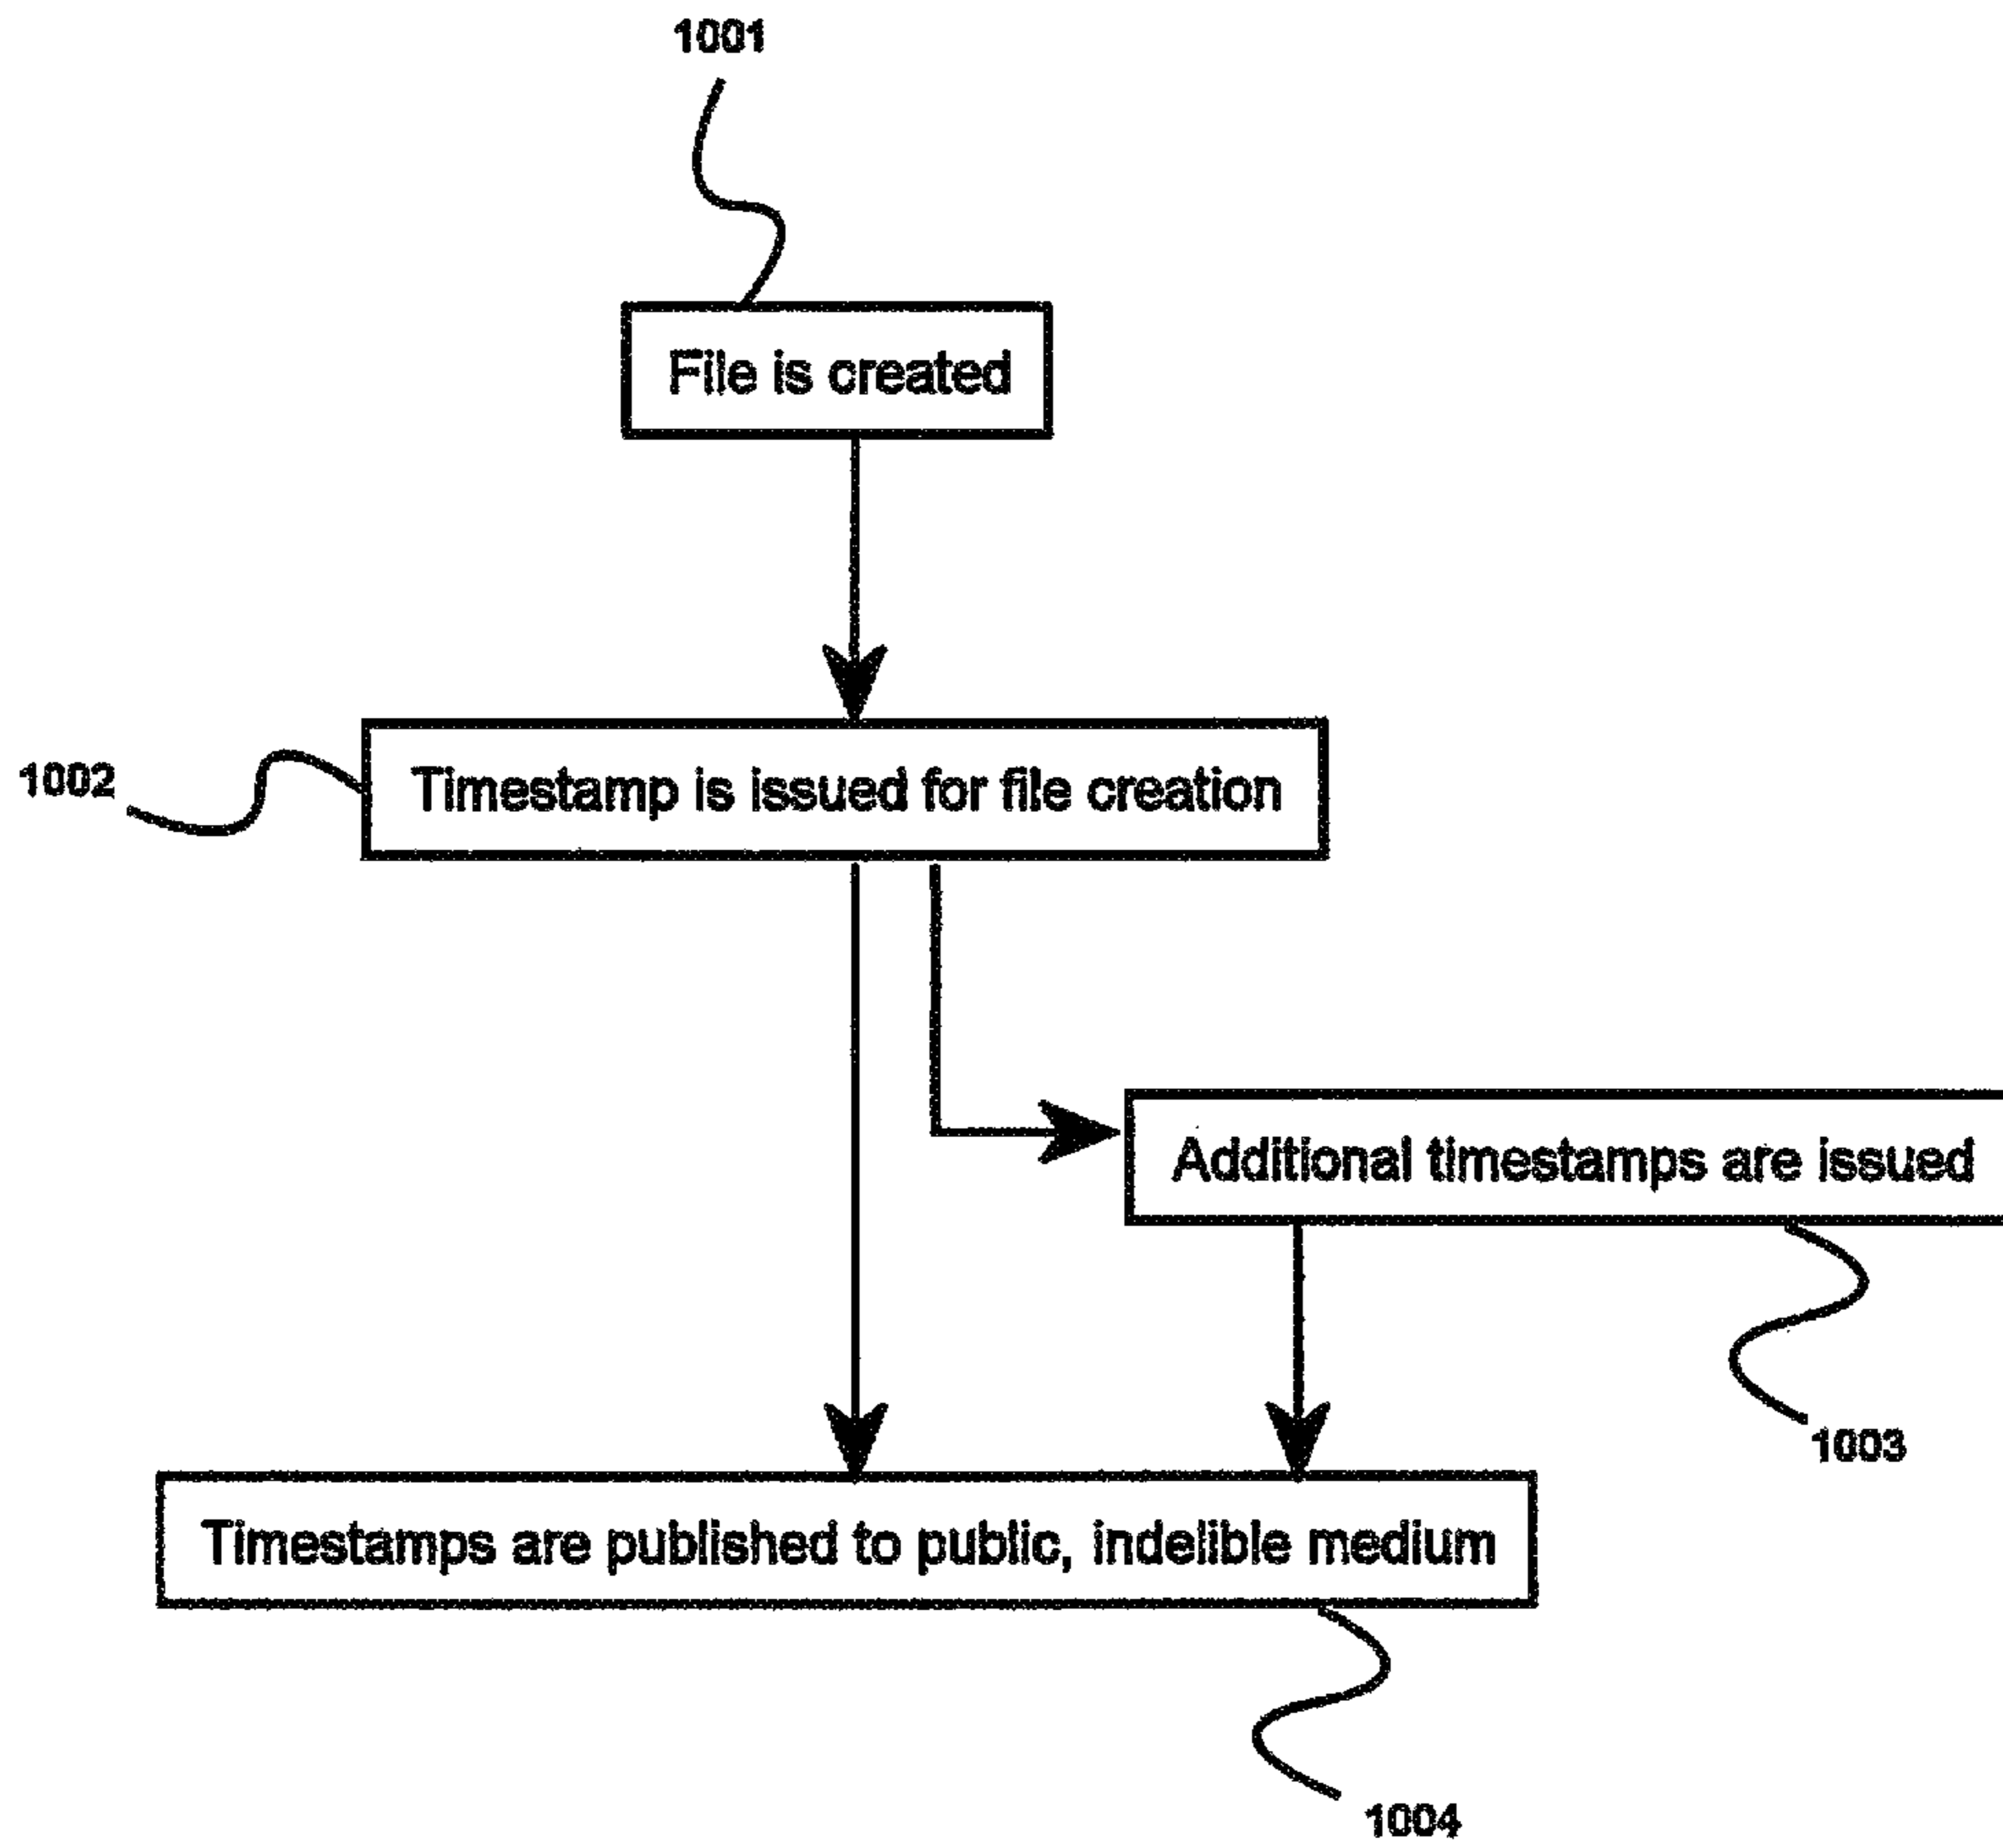 1001
File is created
1002
Timestamp is issued for file creation
Additional timestamps are issued
1003
Timestamps are published to public, indelible medium
1004